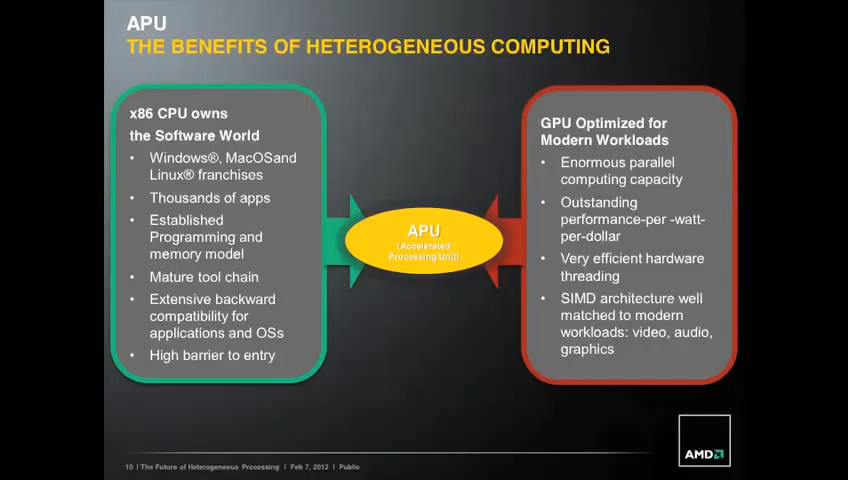 APU
THE BENEFITS OF HETEROGENEOUS COMPUTING
x86 CPU owns
the Software World
• Windows®, MacOSand
Linux® franchises
• Thousands of apps
• Established
Programming and
memory model
• Mature tool chain
• Extensive backward
compatibility for
applications and OSs
• High barrier to entry
APU
(Accelerated
Processing Unit)
GPU Optimized for
Modern Workloads
• Enormous parallel
computing capacity
• Outstanding
performance-per -watt-
per-dollar
• Very efficient hardware
threading
• SIMD architecture well
matched to modern
workloads: video, audio,
graphics
10 | The Future of Heterogeneous Processing | Feb 7, 2012 | Public
AMD